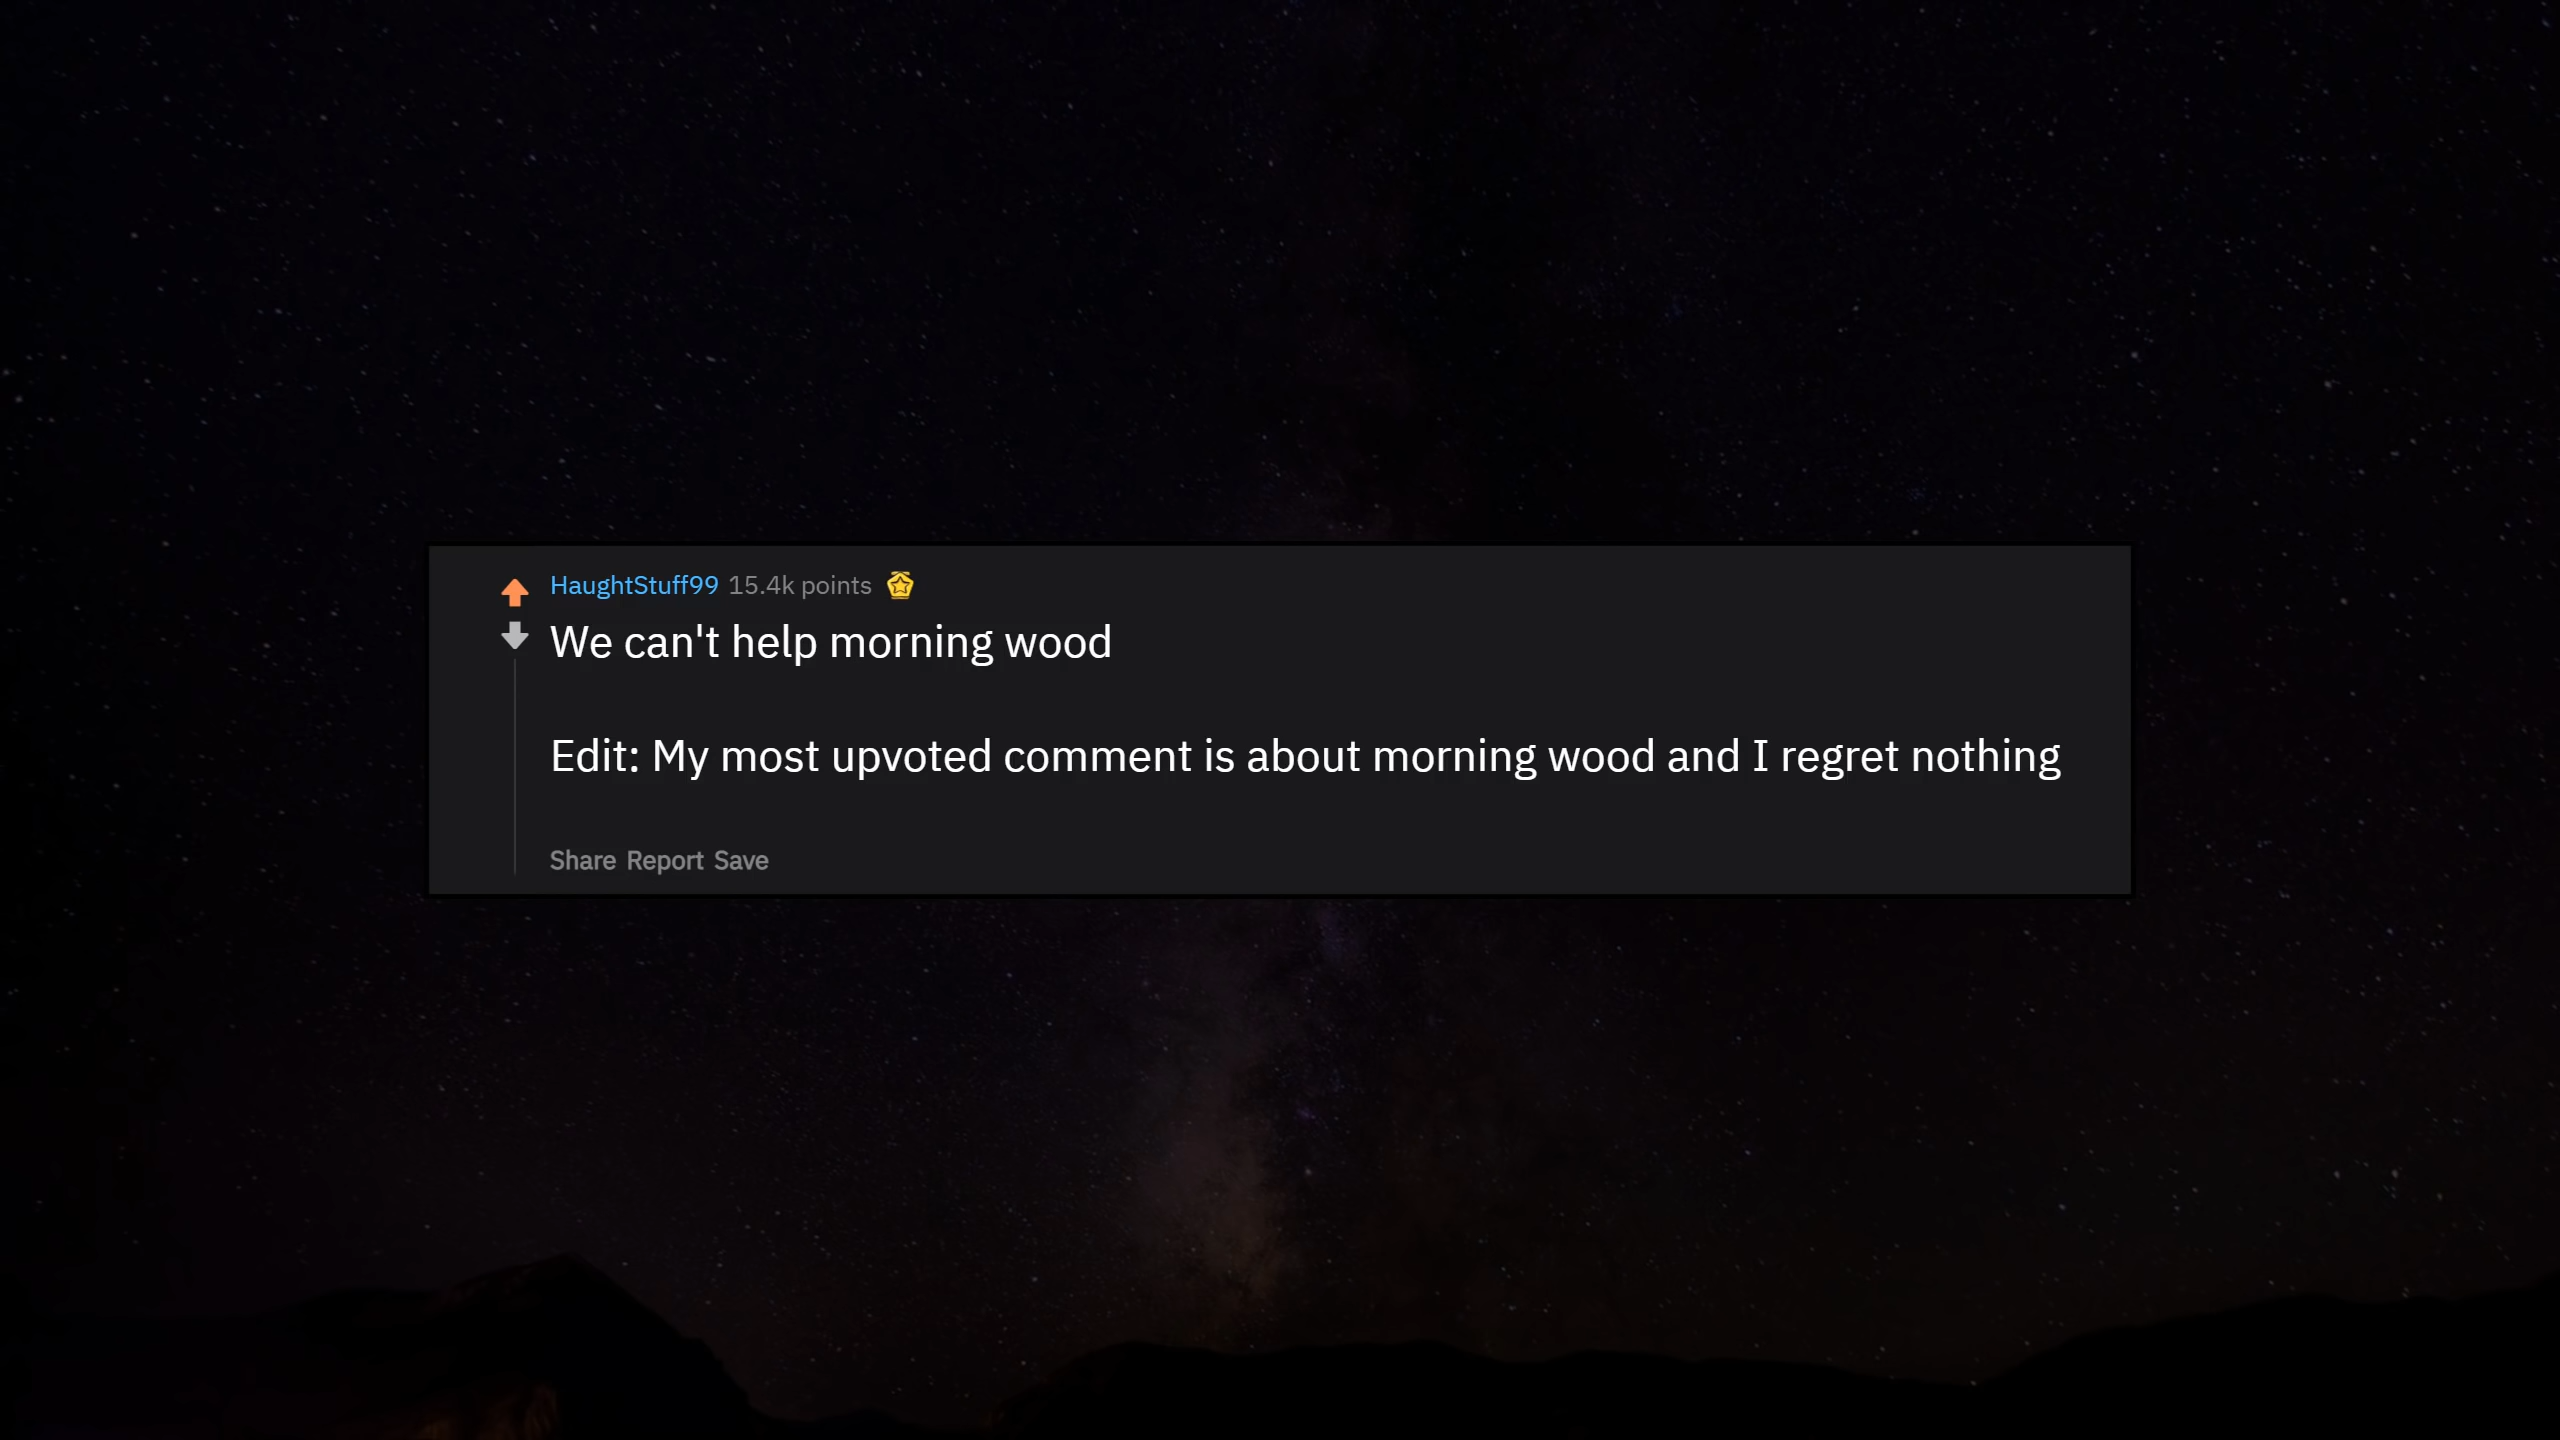 HaughtStuff99 15.4k points
We can't help morning wood
Edit: My most upvoted comment is about morning wood and I regret nothing
Share Report Save